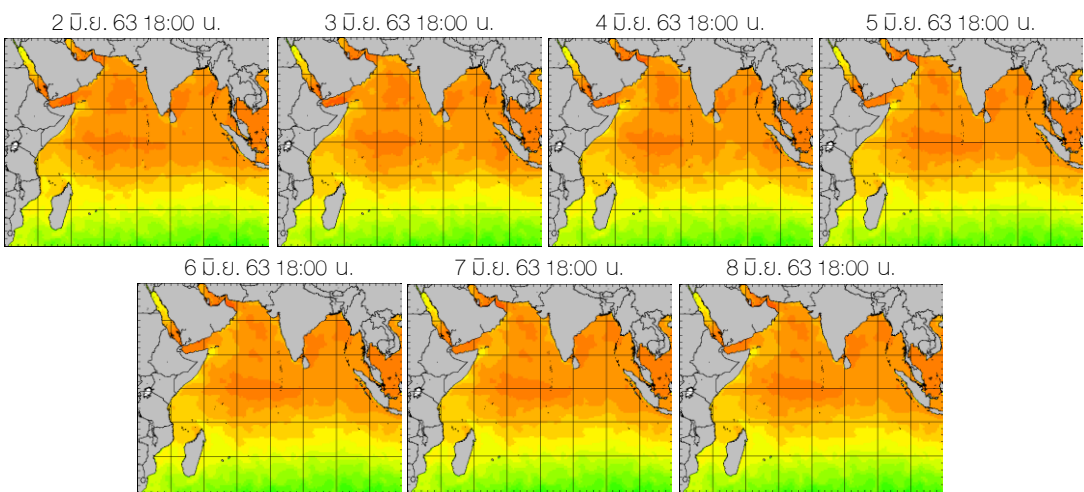 2 มิ.ย. 63 18:00 น.
3 มิ.ย. 63 18:00 น.
4 มิ.ย. 63 18:00 น.
5 มิ.ย. 63 18:00 น.
6 มิ.ย. 63 18:00 น.
7 มิ.ย. 63 18:00 น.
8 มิ.ย. 63 18:00 น.